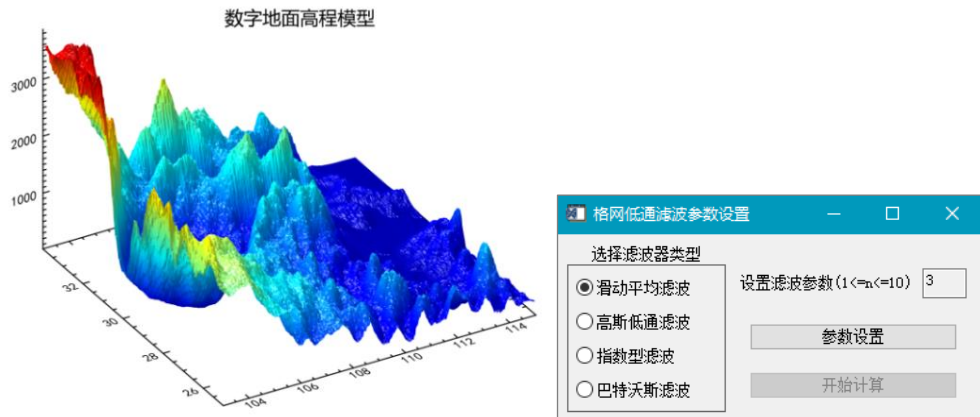 数字地面高程模型
3000
2000
1000
32
30
28
26
104
106
108
110
112
114
格网低通滤波参数设置
选择滤波器类型
滑动平均滤波
高斯低通滤波
指数型滤波
巴特沃斯滤波
设置滤波参数(1<=n<=10) 3
参数设置
开始计算